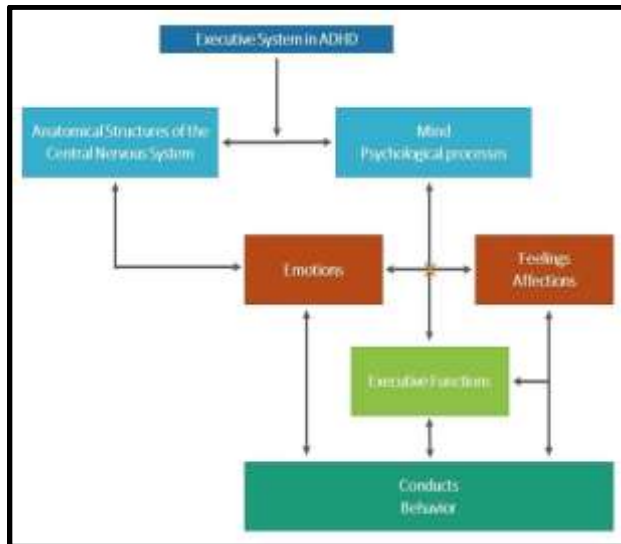 Executive System in ADHD
Anatomical Structures of the
Central Nervous System
Mind
Psychological processes
Emotions
Feelings
Affections
Executive Functions
Conducts
Behavior